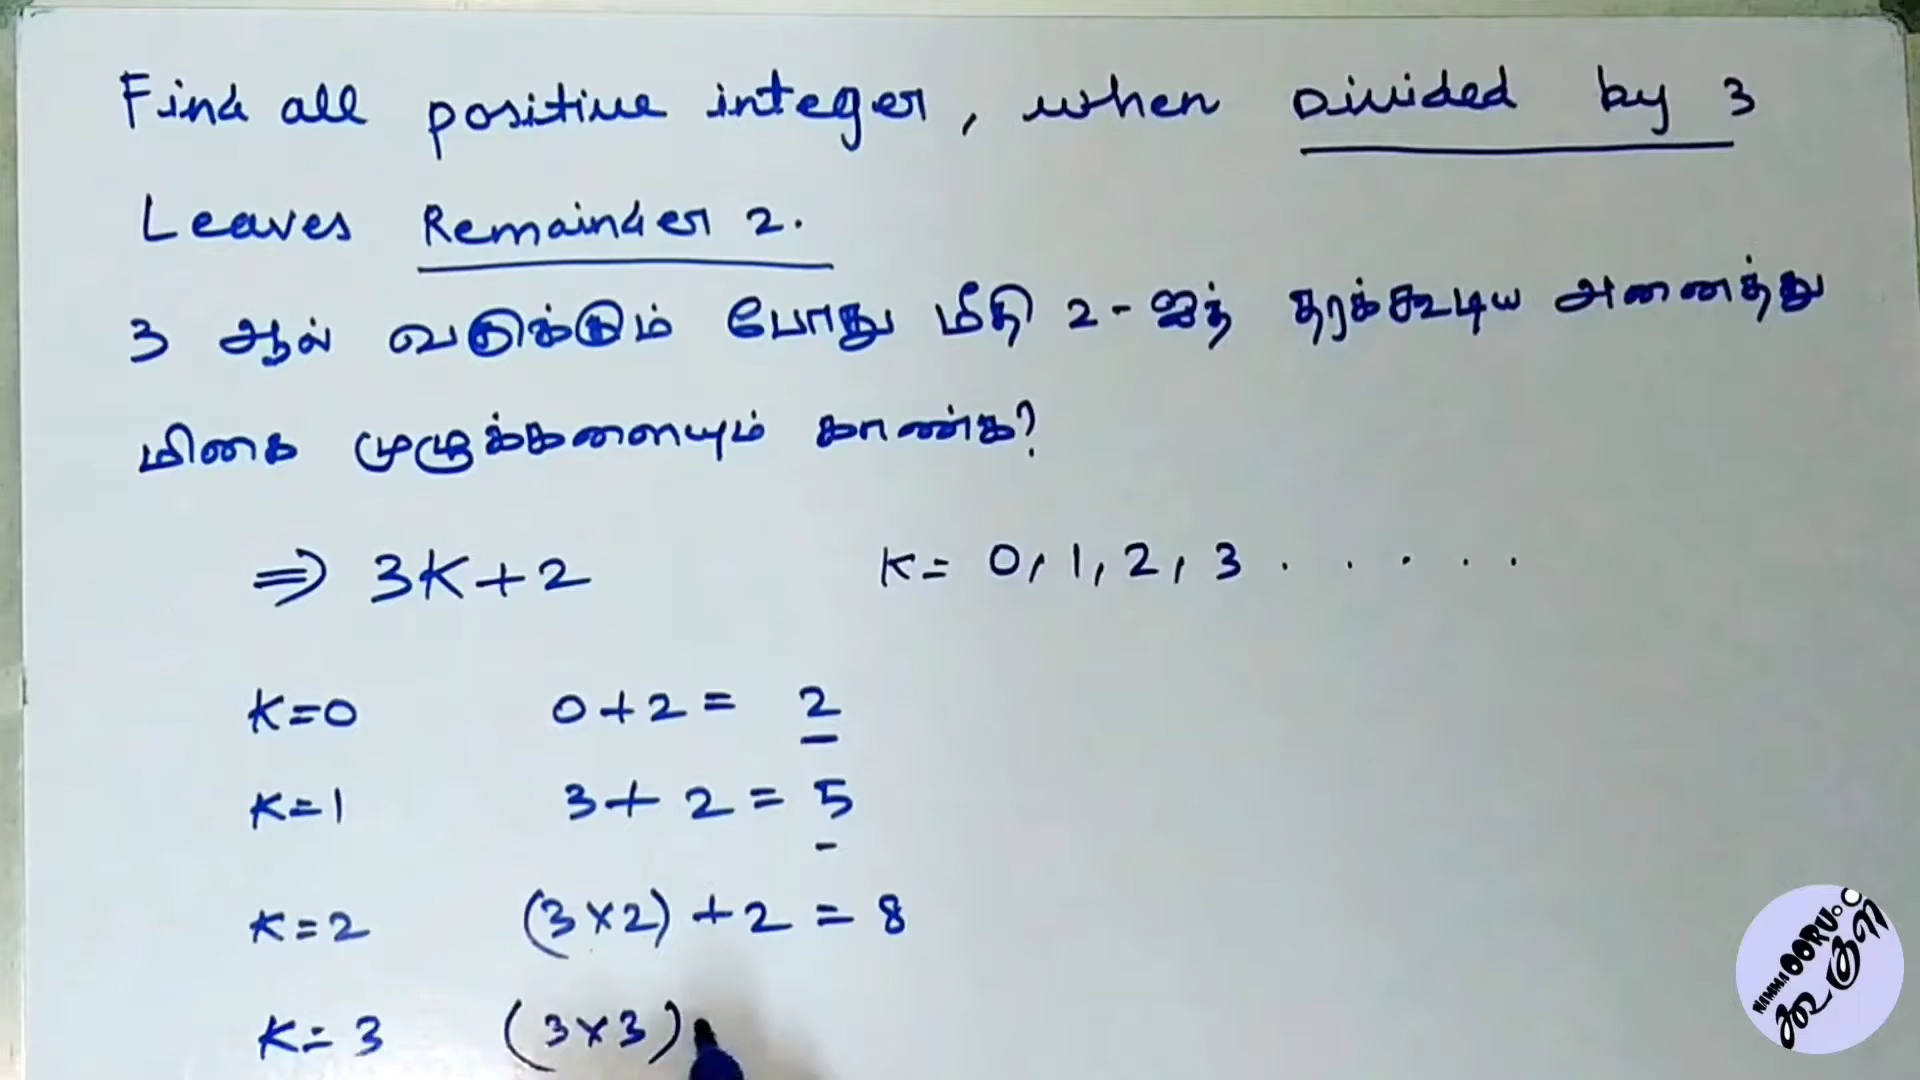 Find all positive integer, when Divided by 3
Leaves Remainder 2.
3 ஆல் வகுக்கும் போது மீதி 2-ஐத் தரக்கூடிய அனைத்து
மிகை முழுக்களையும் காண்க?
⇒ 3K+2 K= 0, 1, 2, 3 . . . . .
K=0 0+2= 2
K=1 3+ 2 = 5
K=2 (3×2) +2 = 8
K= 3 (3×3)
NAMMA OORU